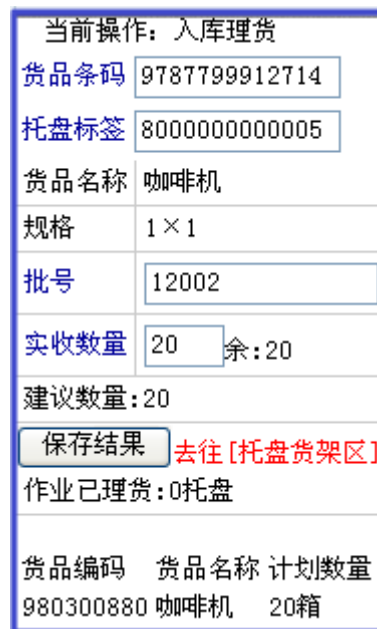 当前操作：入库理货
货品条码 9787799912714
托盘标签 8000000000005
货品名称 咖啡机
规格 1×1
批号 12002
实收数量 20 余:20
建议数量:20
保存结果 去往[托盘货架区]
作业已理货:0托盘
货品编码 货品名称 计划数量
980300880 咖啡机 20箱